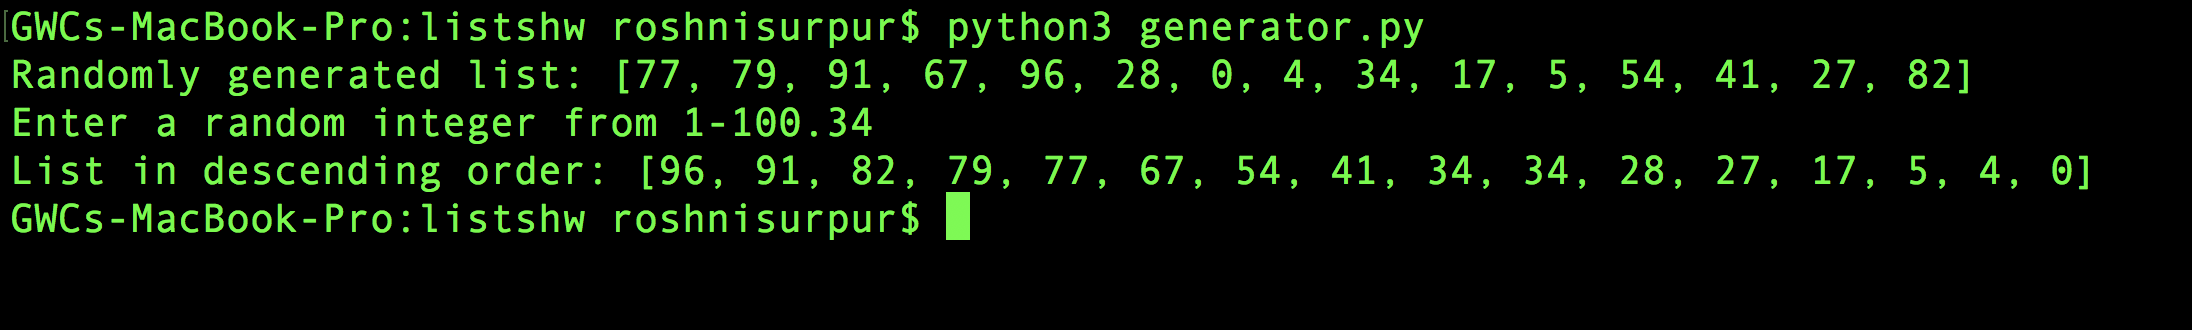 GWCs-MacBook-Pro:listshw roshnisurpur$ python3 generator.py
Randomly generated list: [77, 79, 91, 67, 96, 28, 0, 4, 34, 17, 5, 54, 41, 27, 82]
Enter a random integer from 1-100.34
List in descending order: [96, 91, 82, 79, 77, 67, 54, 41, 34, 34, 28, 27, 17, 5, 4, 0]
GWCs-MacBook-Pro:listshw roshnisurpur$